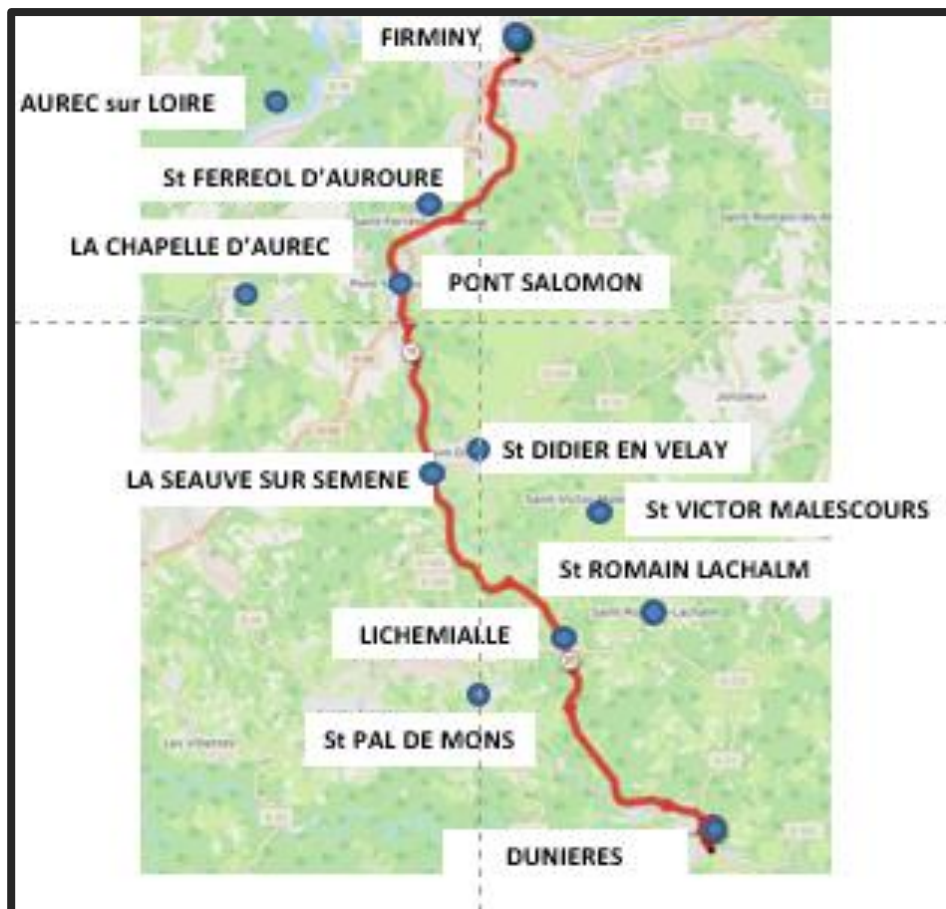 FIRMINY
AUREC sur LOIRE
St FERREOL D'AUROURE
LA CHAPELLE D'AUREC
PONT SALOMON
St DIDIER EN VELAY
LA SEAUVE SUR SEMENE
St VICTOR MALESCOURS
St ROMAIN LACHALM
LICHEMIALLE
St PAL DE MONS
DUNIERES